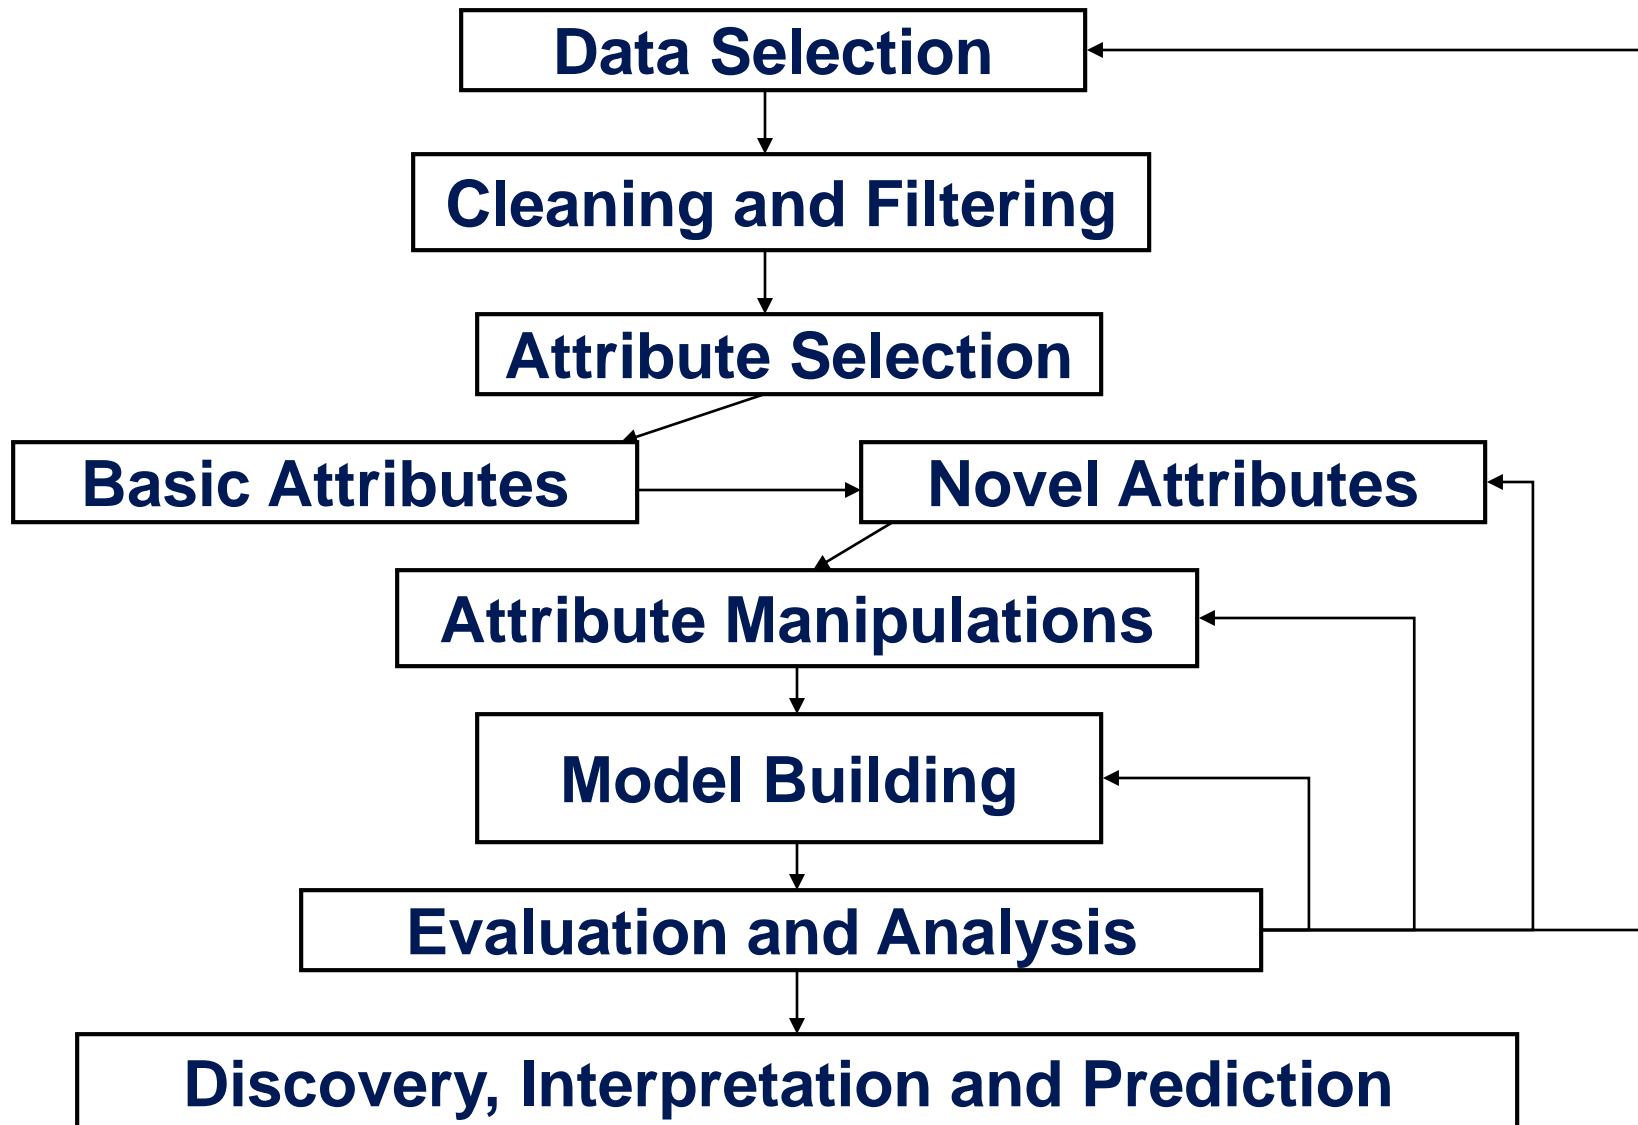 Data Selection
Cleaning and Filtering
Attribute Selection
Basic Attributes
Novel Attributes
Attribute Manipulations
Model Building
Evaluation and Analysis
Discovery, Interpretation and Prediction